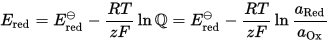 E_red = E_red^⊖ − RT/zF ln ℚ = E_red^⊖ − RT/zF ln a_Red/a_Ox